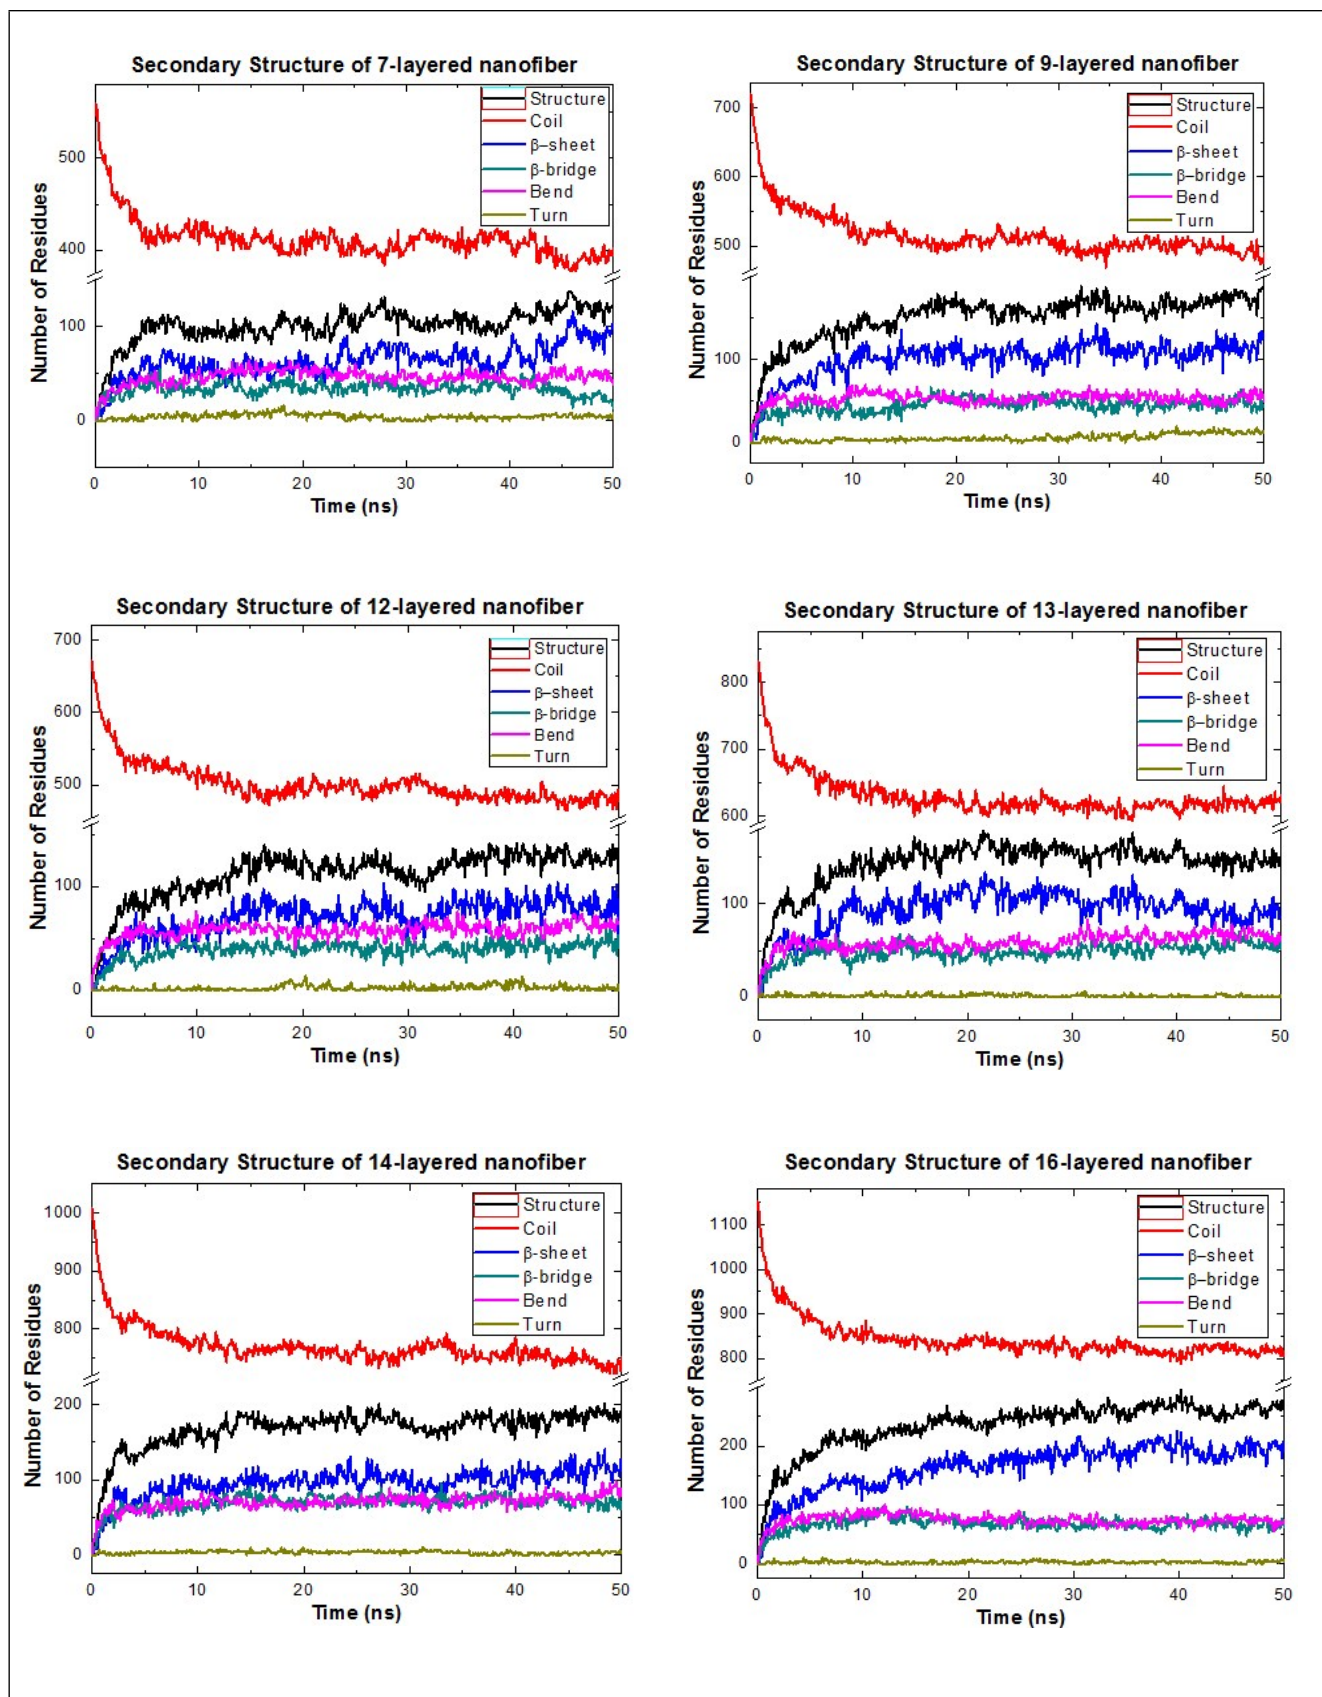 Secondary Structure of 7-layered nanofiber
Structure
Coil
β–sheet
β-bridge
Bend
Turn
Number of Residues
500
400
100
0
0 10 20 30 40 50
Time (ns)
Secondary Structure of 9-layered nanofiber
Structure
Coil
β-sheet
β–bridge
Bend
Turn
Number of Residues
700
600
500
100
0
0 10 20 30 40 50
Time (ns)
Secondary Structure of 12-layered nanofiber
Structure
Coil
β–sheet
β-bridge
Bend
Turn
Number of Residues
700
600
500
100
0
0 10 20 30 40 50
Time (ns)
Secondary Structure of 13-layered nanofiber
Structure
Coil
β-sheet
β–bridge
Bend
Turn
Number of Residues
800
700
600
100
0
0 10 20 30 40 50
Time (ns)
Secondary Structure of 14-layered nanofiber
Structure
Coil
β-sheet
β-bridge
Bend
Turn
Number of Residues
1000
900
800
200
100
0
0 10 20 30 40 50
Time (ns)
Secondary Structure of 16-layered nanofiber
Structure
Coil
β–sheet
β–bridge
Bend
Turn
Number of Residues
1100
1000
900
800
200
100
0
0 10 20 30 40 50
Time (ns)